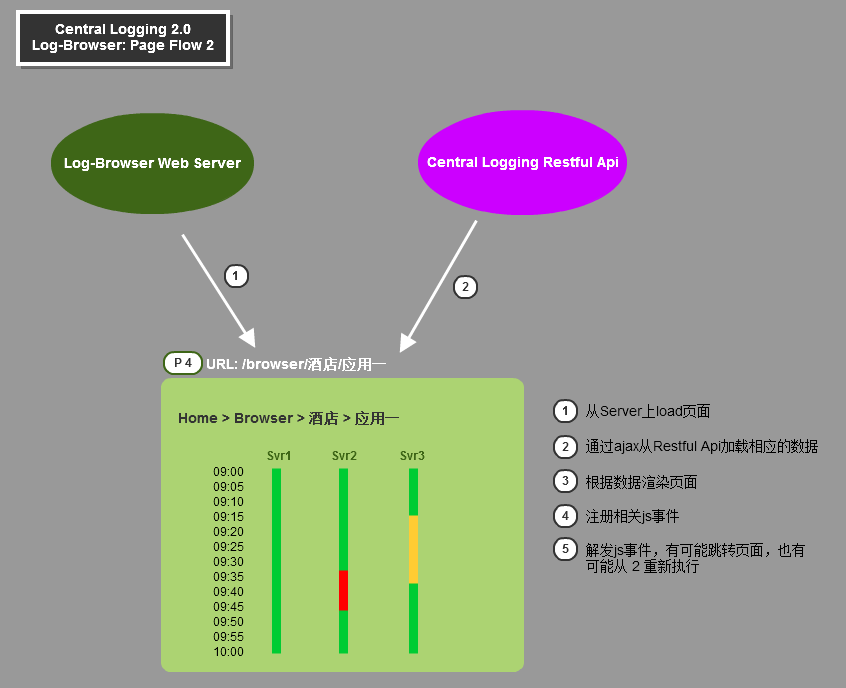 Central Logging 2.0
Log-Browser: Page Flow 2
Log-Browser Web Server
Central Logging Restful Api
1
2
P 4 URL: /browser/酒店/应用一
Home > Browser > 酒店 > 应用一
Svr1 Svr2 Svr3
09:00
09:05
09:10
09:15
09:20
09:25
09:30
09:35
09:40
09:45
09:50
09:55
10:00
1 从Server上load页面
2 通过ajax从Restful Api加载相应的数据
3 根据数据渲染页面
4 注册相关js事件
5 解发js事件，有可能跳转页面，也有
可能从 2 重新执行